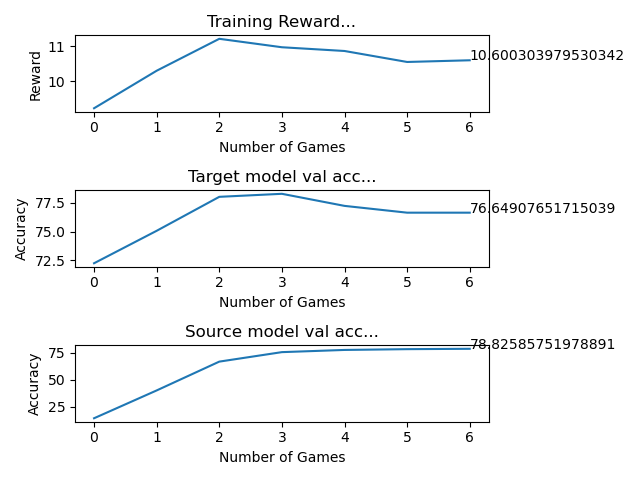 Training Reward...
11
10
Reward
10.600303979530342
0 1 2 3 4 5 6
Number of Games
Target model val acc...
77.5
75.0
72.5
Accuracy
76.64907651715039
0 1 2 3 4 5 6
Number of Games
Source model val acc...
75
50
25
Accuracy
78.82585751978891
0 1 2 3 4 5 6
Number of Games